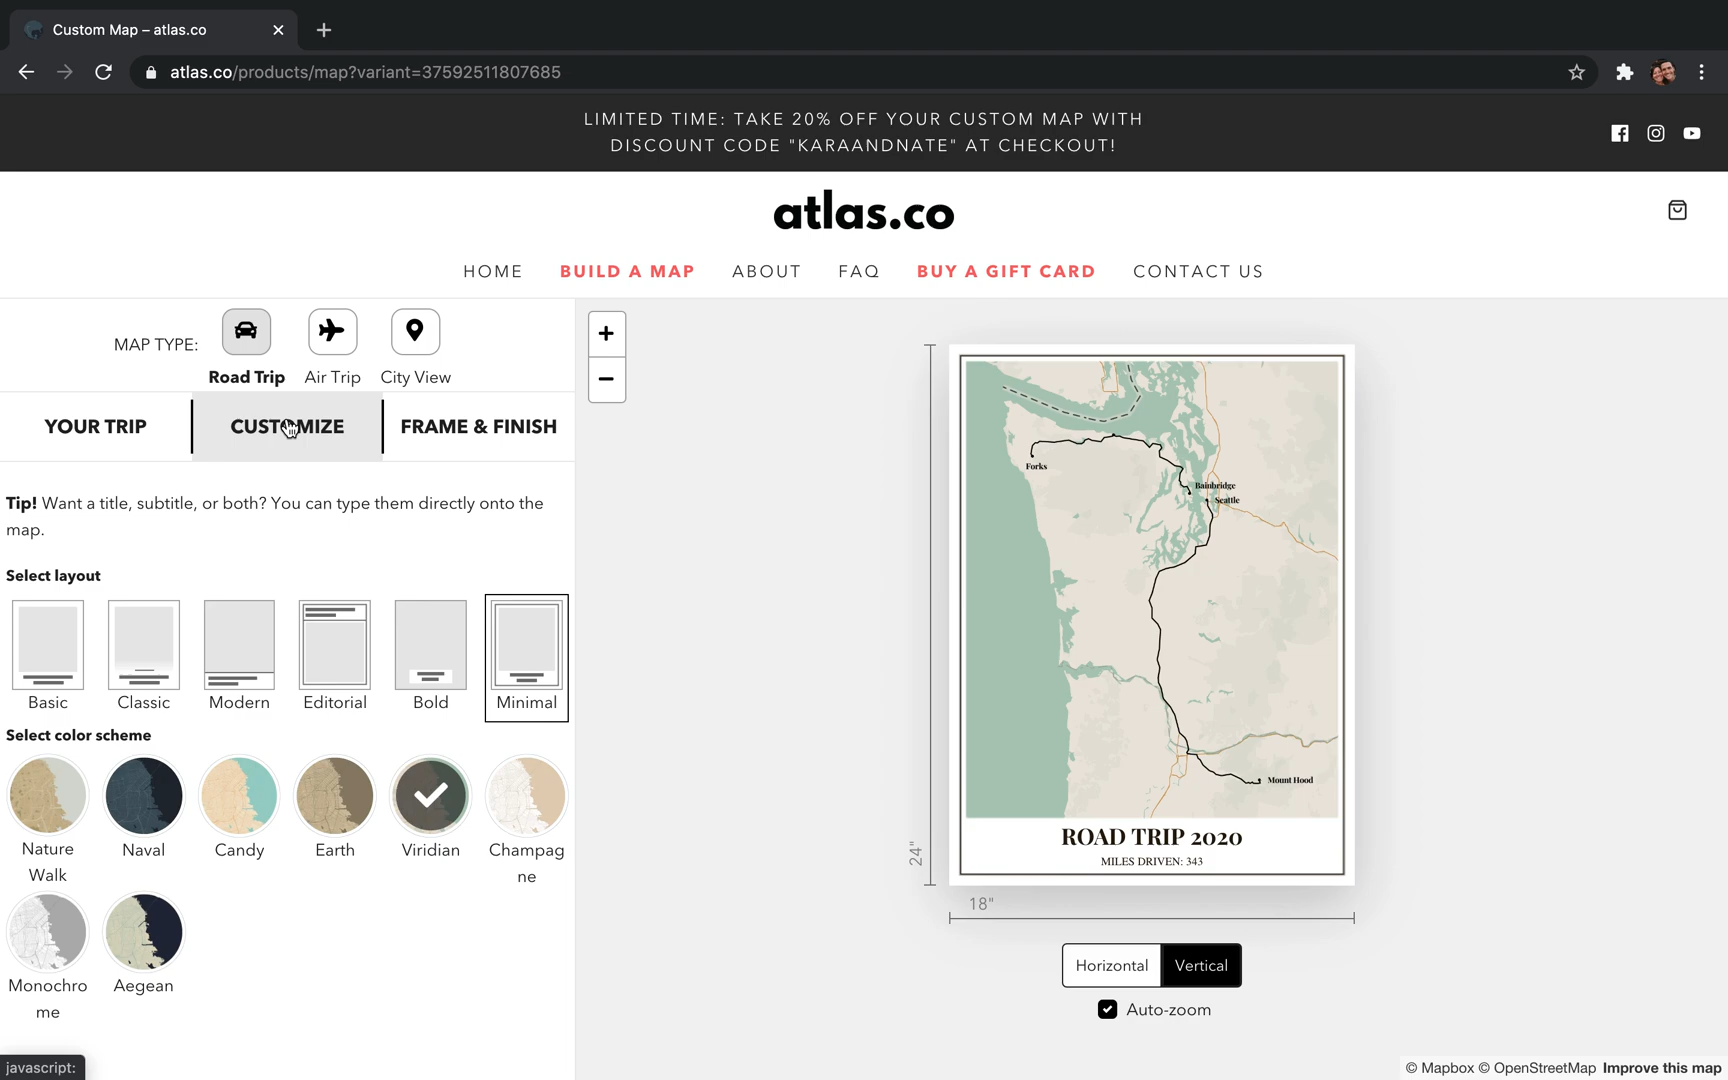 Custom Map – atlas.co
atlas.co/products/map?variant=37592511807685
LIMITED TIME: TAKE 20% OFF YOUR CUSTOM MAP WITH
DISCOUNT CODE "KARAANDNATE" AT CHECKOUT!
atlas.co
HOME BUILD A MAP ABOUT FAQ BUY A GIFT CARD CONTACT US
MAP TYPE:
Road Trip Air Trip City View
YOUR TRIP CUSTOMIZE FRAME & FINISH
Tip! Want a title, subtitle, or both? You can type them directly onto the
map.
Select layout
Basic Classic Modern Editorial Bold Minimal
Select color scheme
Nature
Walk
Naval
Candy
Earth
Viridian
Champag
ne
Monochro
me
Aegean
javascript:
+
−
Forks
Bainbridge
Seattle
Mount Hood
ROAD TRIP 2020
MILES DRIVEN: 343
24"
18"
Horizontal Vertical
Auto-zoom
© Mapbox © OpenStreetMap Improve this map